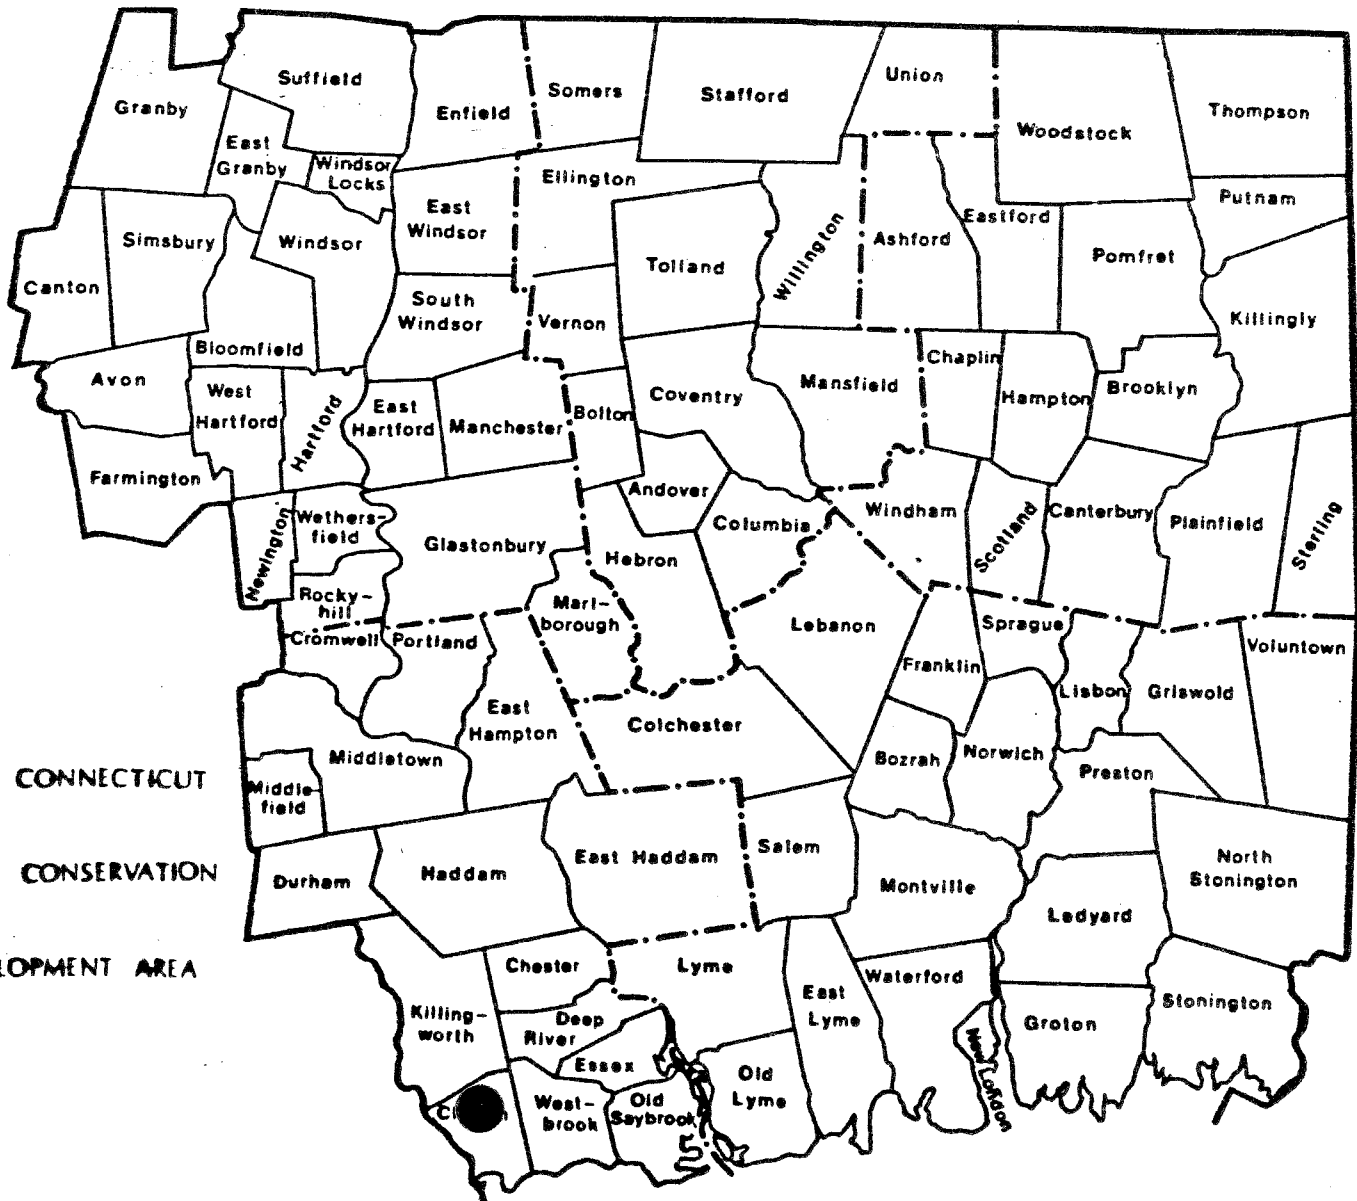 Suffield
Granby
Enfield
Somers
Stafford
Union
Woodstock
Thompson
East
Granby
Windsor
Locks
Ellington
Willington
Ashford
Eastford
Putnam
Simsbury
Windsor
East
Windsor
Tolland
Pomfret
Canton
South
Windsor
Vernon
Killingly
Bloomfield
Avon
West
Hartford
Hartford
East
Hartford
Manchester
Bolton
Coventry
Mansfield
Chaplin
Hampton
Brooklyn
Farmington
Newington
Wethers-
field
Glastonbury
Andover
Columbia
Windham
Scotland
Canterbury
Plainfield
Sterling
Hebron
Rocky-
hill
Marl-
borough
Cromwell
Portland
Lebanon
Franklin
Sprague
Voluntown
Lisbon
Griswold
East
Hampton
Colchester
Middletown
Bozrah
Norwich
Preston
CONNECTICUT
Middle-
field
CONSERVATION
Durham
Haddam
East Haddam
Salem
Montville
North
Stonington
Ledyard
LOPMENT AREA
Chester
Lyme
Waterford
East
Lyme
Killing-
worth
Deep
River
Essex
New London
Groton
Stonington
West-
brook
Old
Saybrook
Old
Lyme